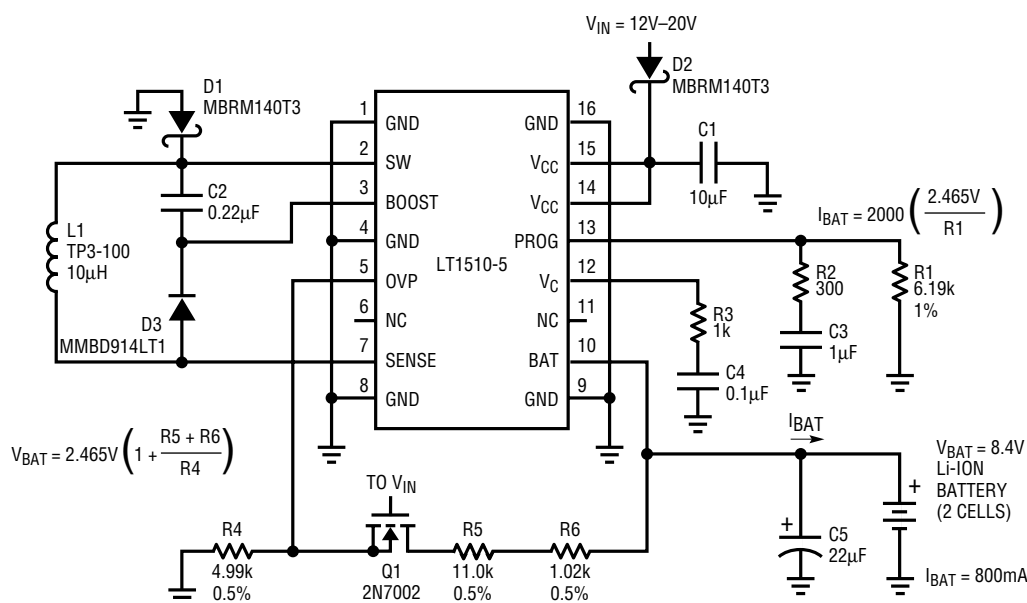 V_IN = 12V–20V
D1
MBRM140T3
D2
MBRM140T3
1
GND
GND
16
2
SW
V_CC
15
C1
10µF
3
BOOST
V_CC
14
C2
0.22µF
4
GND
PROG
13
I_BAT = 2000 (2.465V / R1)
L1
TP3-100
10µH
LT1510-5
5
OVP
V_C
12
R2
300
R1
6.19k
1%
6
NC
NC
11
R3
1k
D3
MMBD914LT1
7
SENSE
BAT
10
C3
1µF
C4
0.1µF
8
GND
GND
9
I_BAT
V_BAT = 2.465V (1 + R5 + R6 / R4)
V_BAT = 8.4V
Li-ION
BATTERY
(2 CELLS)
+
TO V_IN
R4
4.99k
0.5%
Q1
2N7002
R5
11.0k
0.5%
R6
1.02k
0.5%
+
C5
22µF
I_BAT = 800mA